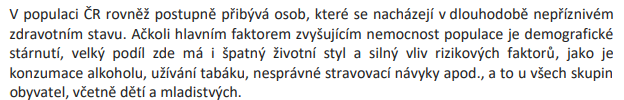 V populaci ČR rovněž postupně přibývá osob, které se nacházejí v dlouhodobě nepříznivém
zdravotním stavu. Ačkoli hlavním faktorem zvyšujícím nemocnost populace je demografické
stárnutí, velký podíl zde má i špatný životní styl a silný vliv rizikových faktorů, jako je
konzumace alkoholu, užívání tabáku, nesprávné stravovací návyky apod., a to u všech skupin
obyvatel, včetně dětí a mladistvých.